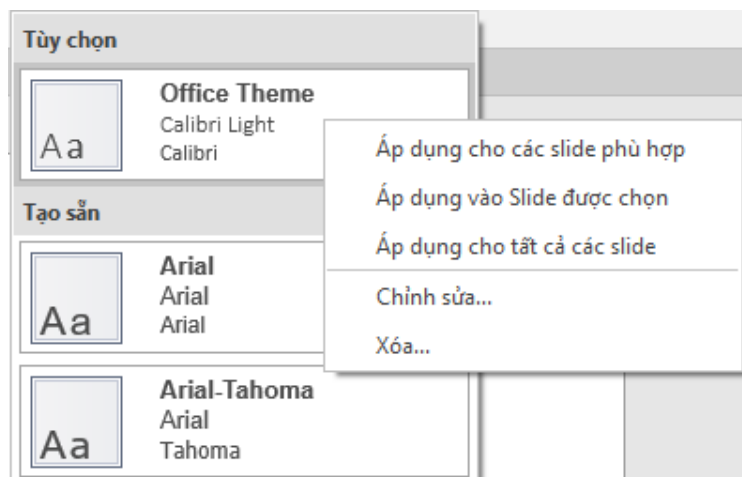 Tùy chọn
Office Theme
Calibri Light
Calibri
Aa
Áp dụng cho các slide phù hợp
Áp dụng vào Slide được chọn
Áp dụng cho tất cả các slide
Chỉnh sửa...
Xóa...
Tạo sẵn
Arial
Arial
Arial
Aa
Arial-Tahoma
Arial
Tahoma
Aa